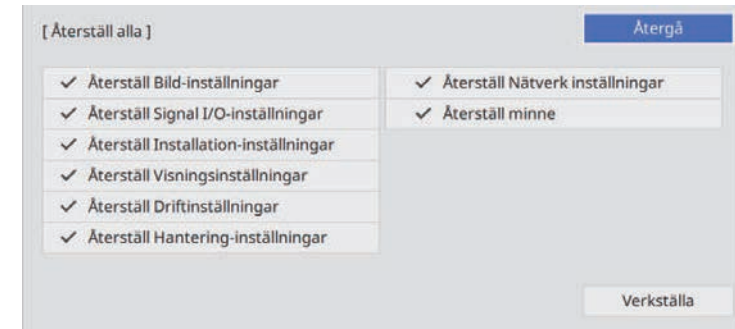 [ Återställ alla ]
Återgå
Återställ Bild-inställningar
Återställ Signal I/O-inställningar
Återställ Installation-inställningar
Återställ Visningsinställningar
Återställ Driftinställningar
Återställ Hantering-inställningar
Återställ Nätverk inställningar
Återställ minne
Verkställa